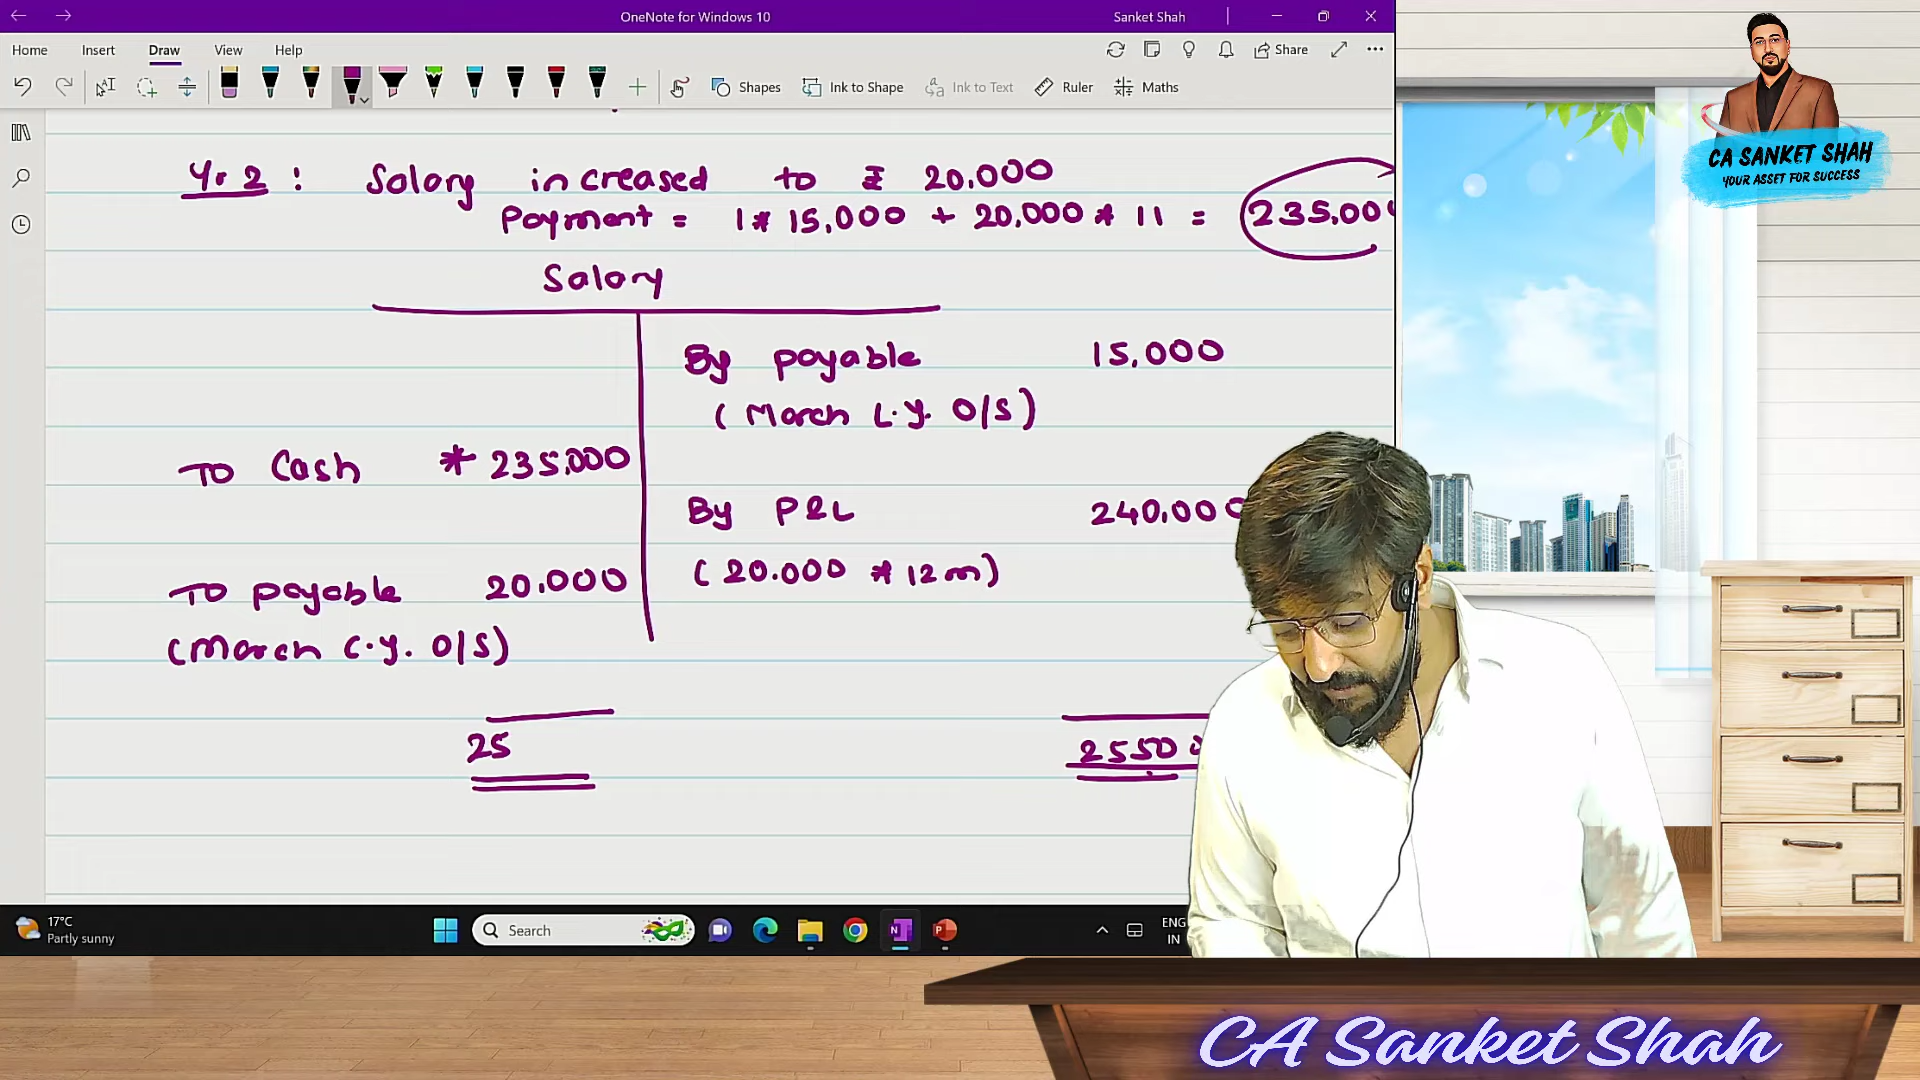 OneNote for Windows 10
Sanket Shah
Home Insert Draw View Help
Share
Shapes Ink to Shape Ink to Text Ruler Maths
Yr 2 : Salary increased to ₹ 20,000
Payment = 1* 15,000 + 20,000 * 11 = 235,000
Salary
By payable 15,000
(March L.Y. O/S)
To Cash * 235,000
By P&L 240,000
(20,000 * 12m)
To payable 20,000
(March C.Y. O/S)
25
2550
17°C
Partly sunny
Search
ENG
IN
CA SANKET SHAH
YOUR ASSET FOR SUCCESS
CA Sanket Shah